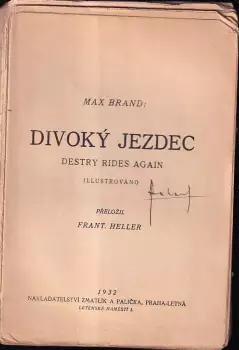 MAX BRAND:
DIVOKÝ JEZDEC
DESTRY RIDES AGAIN
ILLUSTROVÁNO
PŘELOŽIL
FRANT. HELLER
1932
NAKLADATELSTVÍ ZMATLÍK A PALIČKA, PRAHA-LETNÁ
LETENSKÉ NÁMĚSTÍ 1.